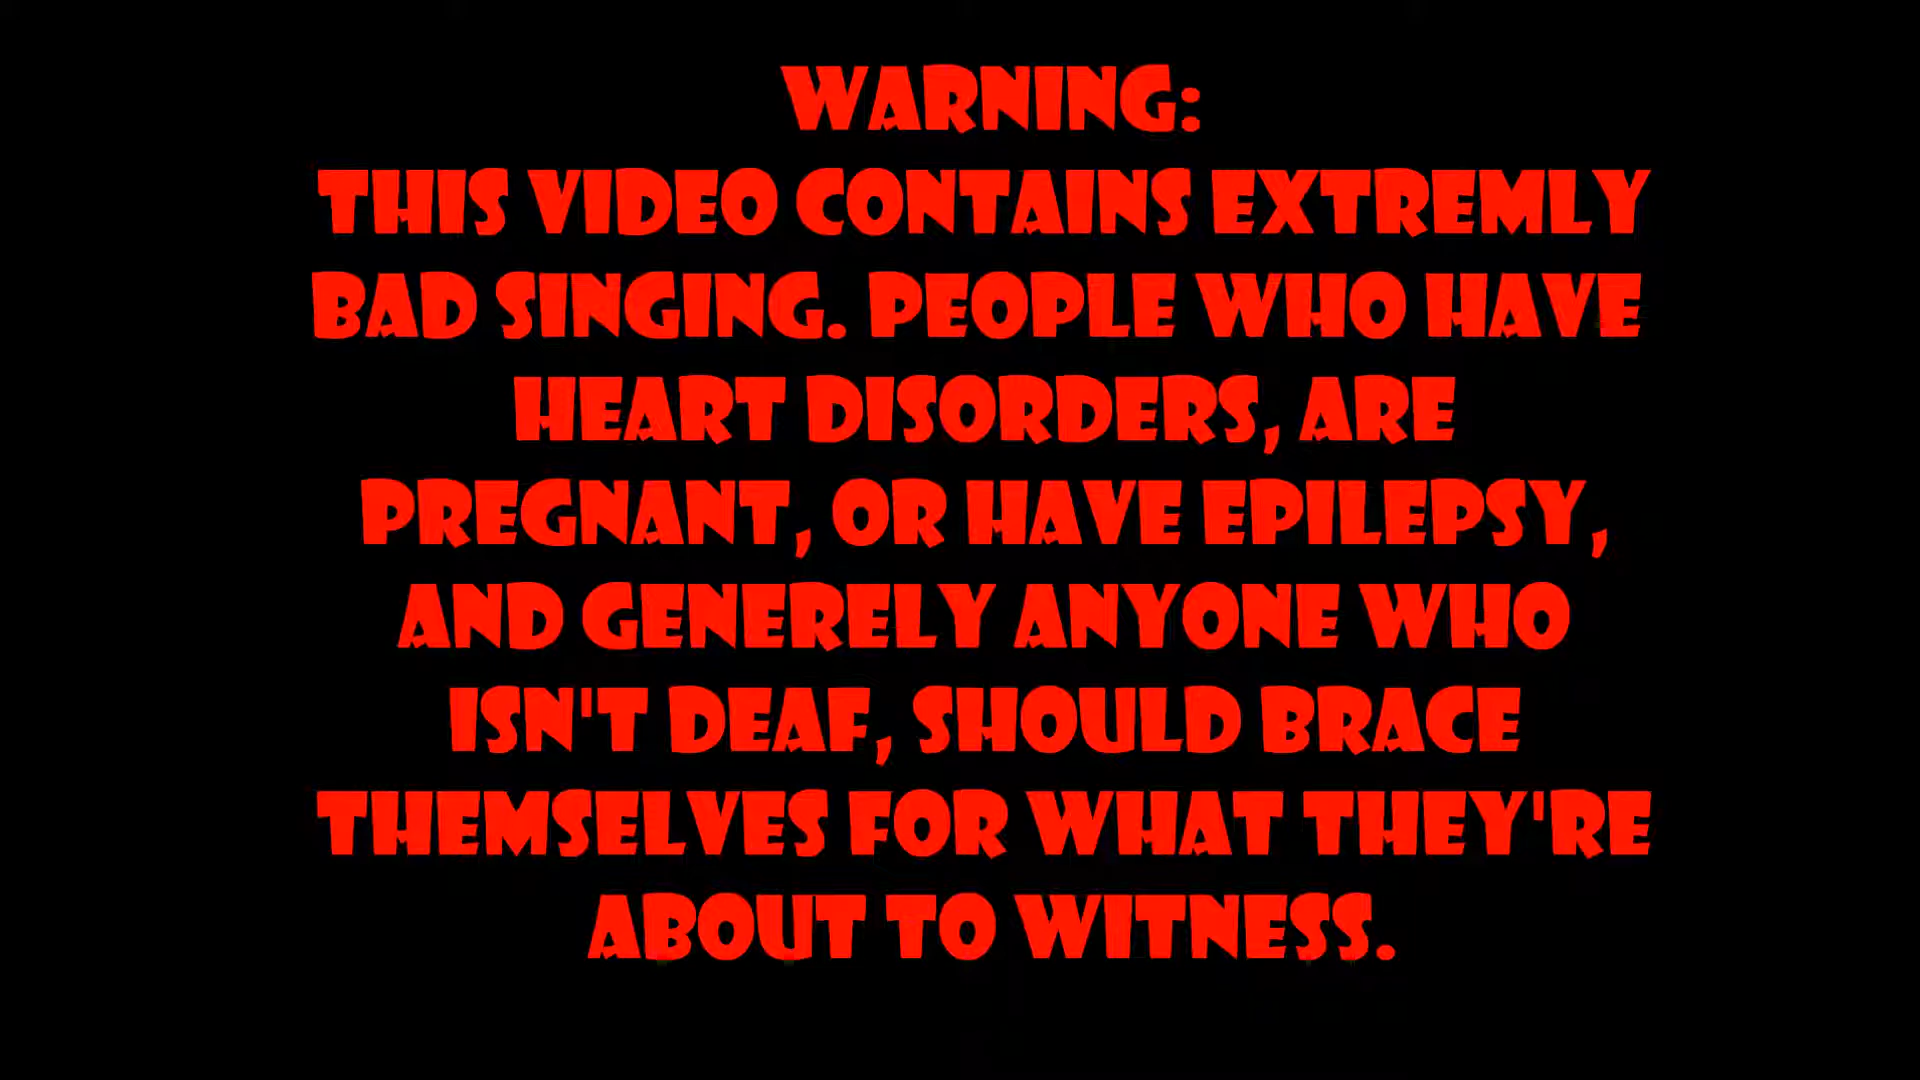 WARNING:
THIS VIDEO CONTAINS EXTREMLY
BAD SINGING. PEOPLE WHO HAVE
HEART DISORDERS, ARE
PREGNANT, OR HAVE EPILEPSY,
AND GENERELY ANYONE WHO
ISN'T DEAF, SHOULD BRACE
THEMSELVES FOR WHAT THEY'RE
ABOUT TO WITNESS.